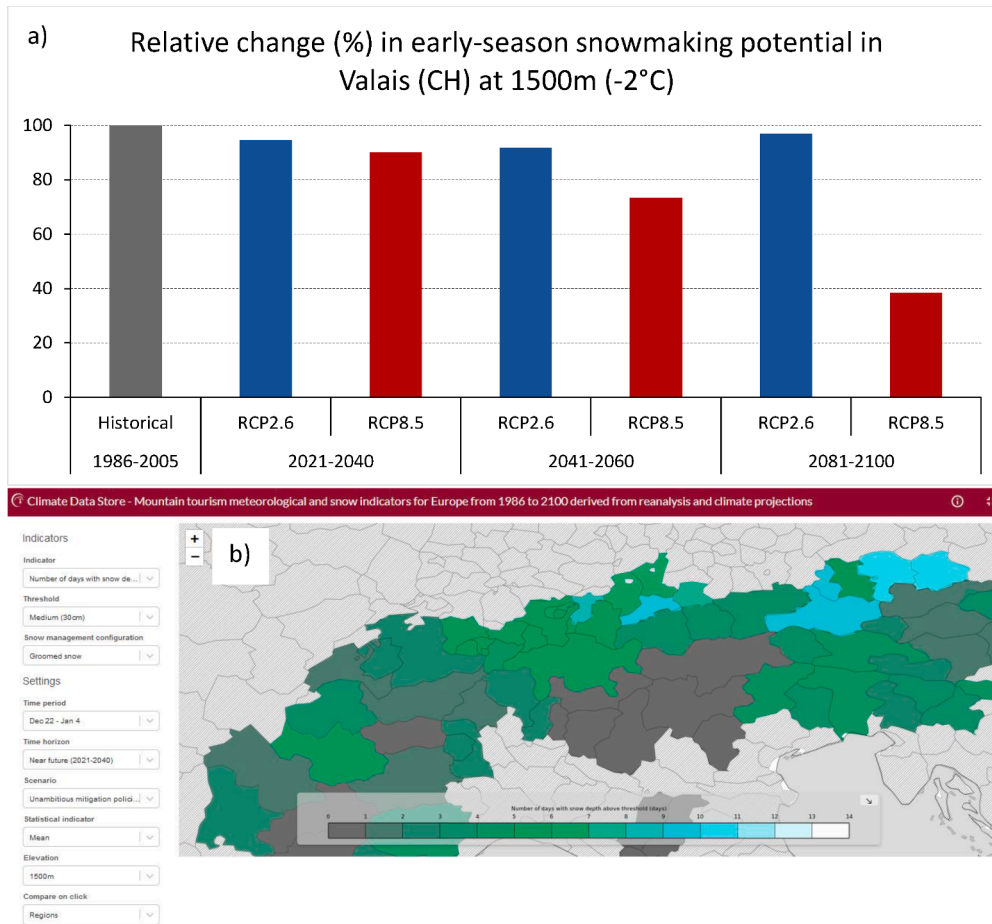 a)
Relative change (%) in early-season snowmaking potential in
Valais (CH) at 1500m (-2°C)
100
80
60
40
20
0
Historical RCP2.6 RCP8.5 RCP2.6 RCP8.5 RCP2.6 RCP8.5
1986-2005 2021-2040 2041-2060 2081-2100
Climate Data Store - Mountain tourism meteorological and snow indicators for Europe from 1986 to 2100 derived from reanalysis and climate projections
Indicators
Indicator
Number of days with snow de...
Threshold
Medium (30cm)
Snow management configuration
Groomed snow
Settings
Time period
Dec 22 - Jan 4
Time horizon
Near future (2021-2040)
Scenario
Unambitious mitigation polici...
Statistical indicator
Mean
Elevation
1500m
Compare on click
Regions
+
−
b)
Number of days with snow depth above threshold (days)
0 1 2 3 4 5 6 7 8 9 10 11 12 13 14